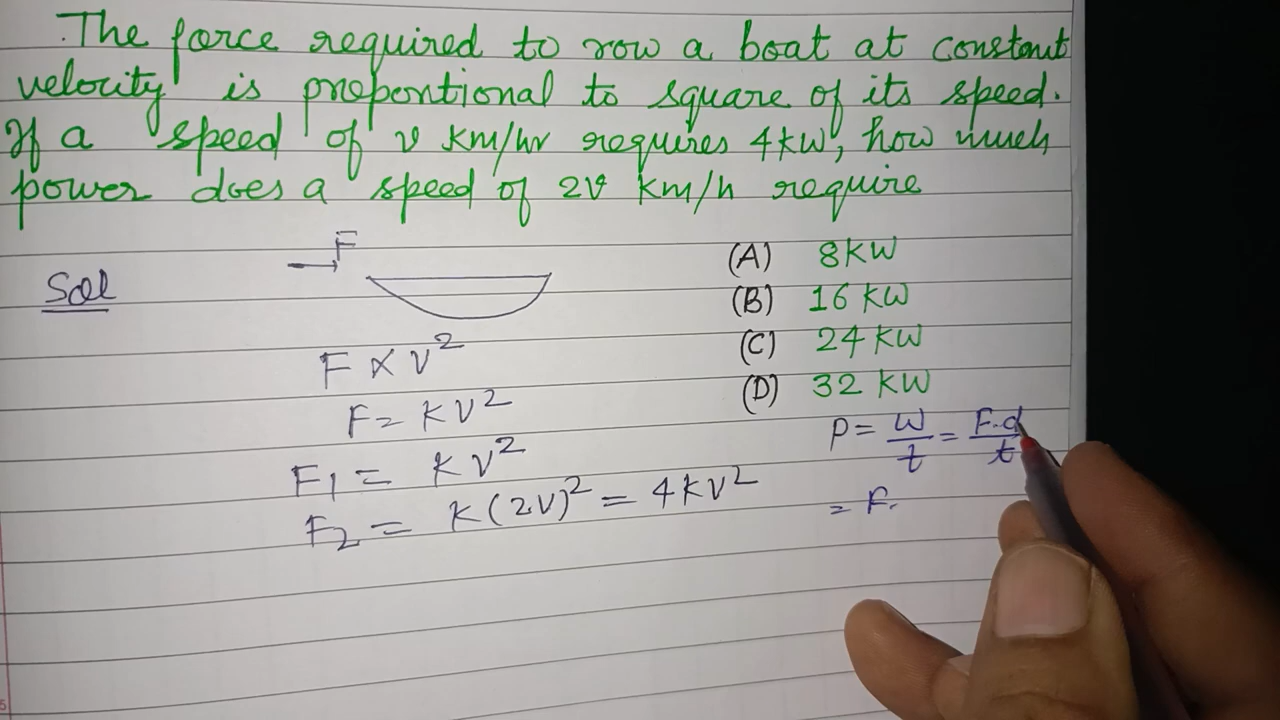 The force required to row a boat at constant
velocity is propontional to square of its speed.
If a speed of v km/hr requires 4kW, how much
power does a speed of 2v km/h require
Sol
F
(A) 8KW
(B) 16 KW
(C) 24 KW
(D) 32 KW
F ∝ v²
F = KV²
F₁ = KV²
F₂ = K(2V)² = 4KV²
P = W/t = F.d/t
= F.
5